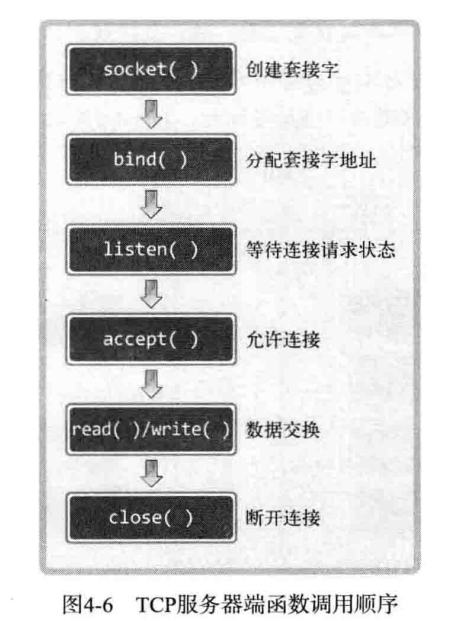 socket( ) 创建套接字
bind( ) 分配套接字地址
listen( ) 等待连接请求状态
accept( ) 允许连接
read( )/write( ) 数据交换
close( ) 断开连接
图4-6 TCP服务器端函数调用顺序